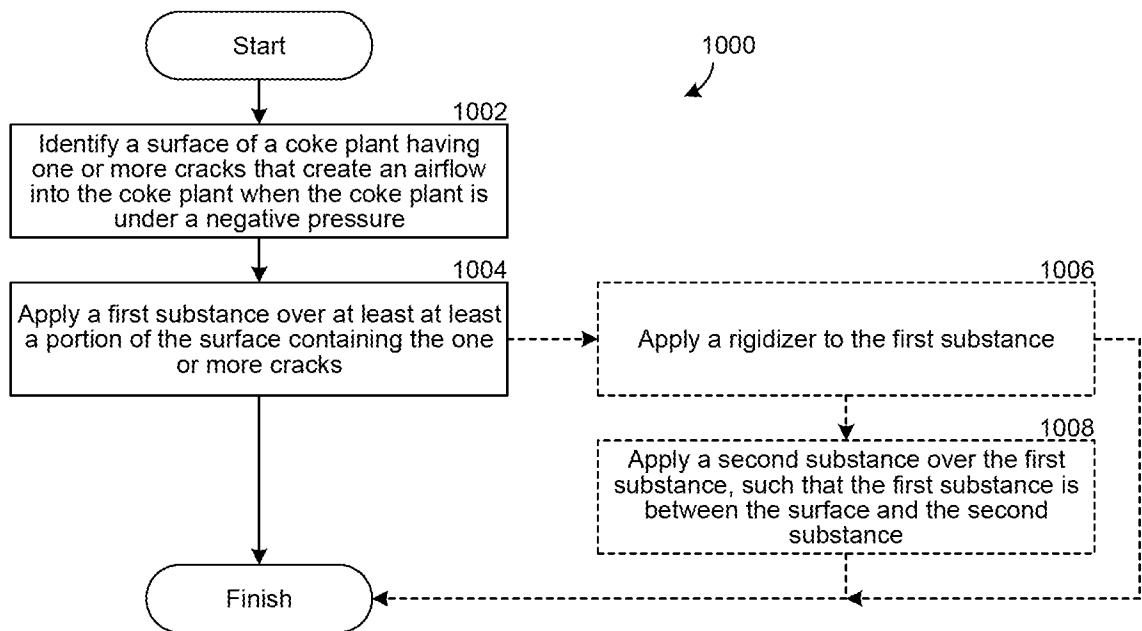 Start
1000
1002
Identify a surface of a coke plant having
one or more cracks that create an airflow
into the coke plant when the coke plant is
under a negative pressure
1004
Apply a first substance over at least at least
a portion of the surface containing the one
or more cracks
1006
Apply a rigidizer to the first substance
1008
Apply a second substance over the first
substance, such that the first substance is
between the surface and the second
substance
Finish